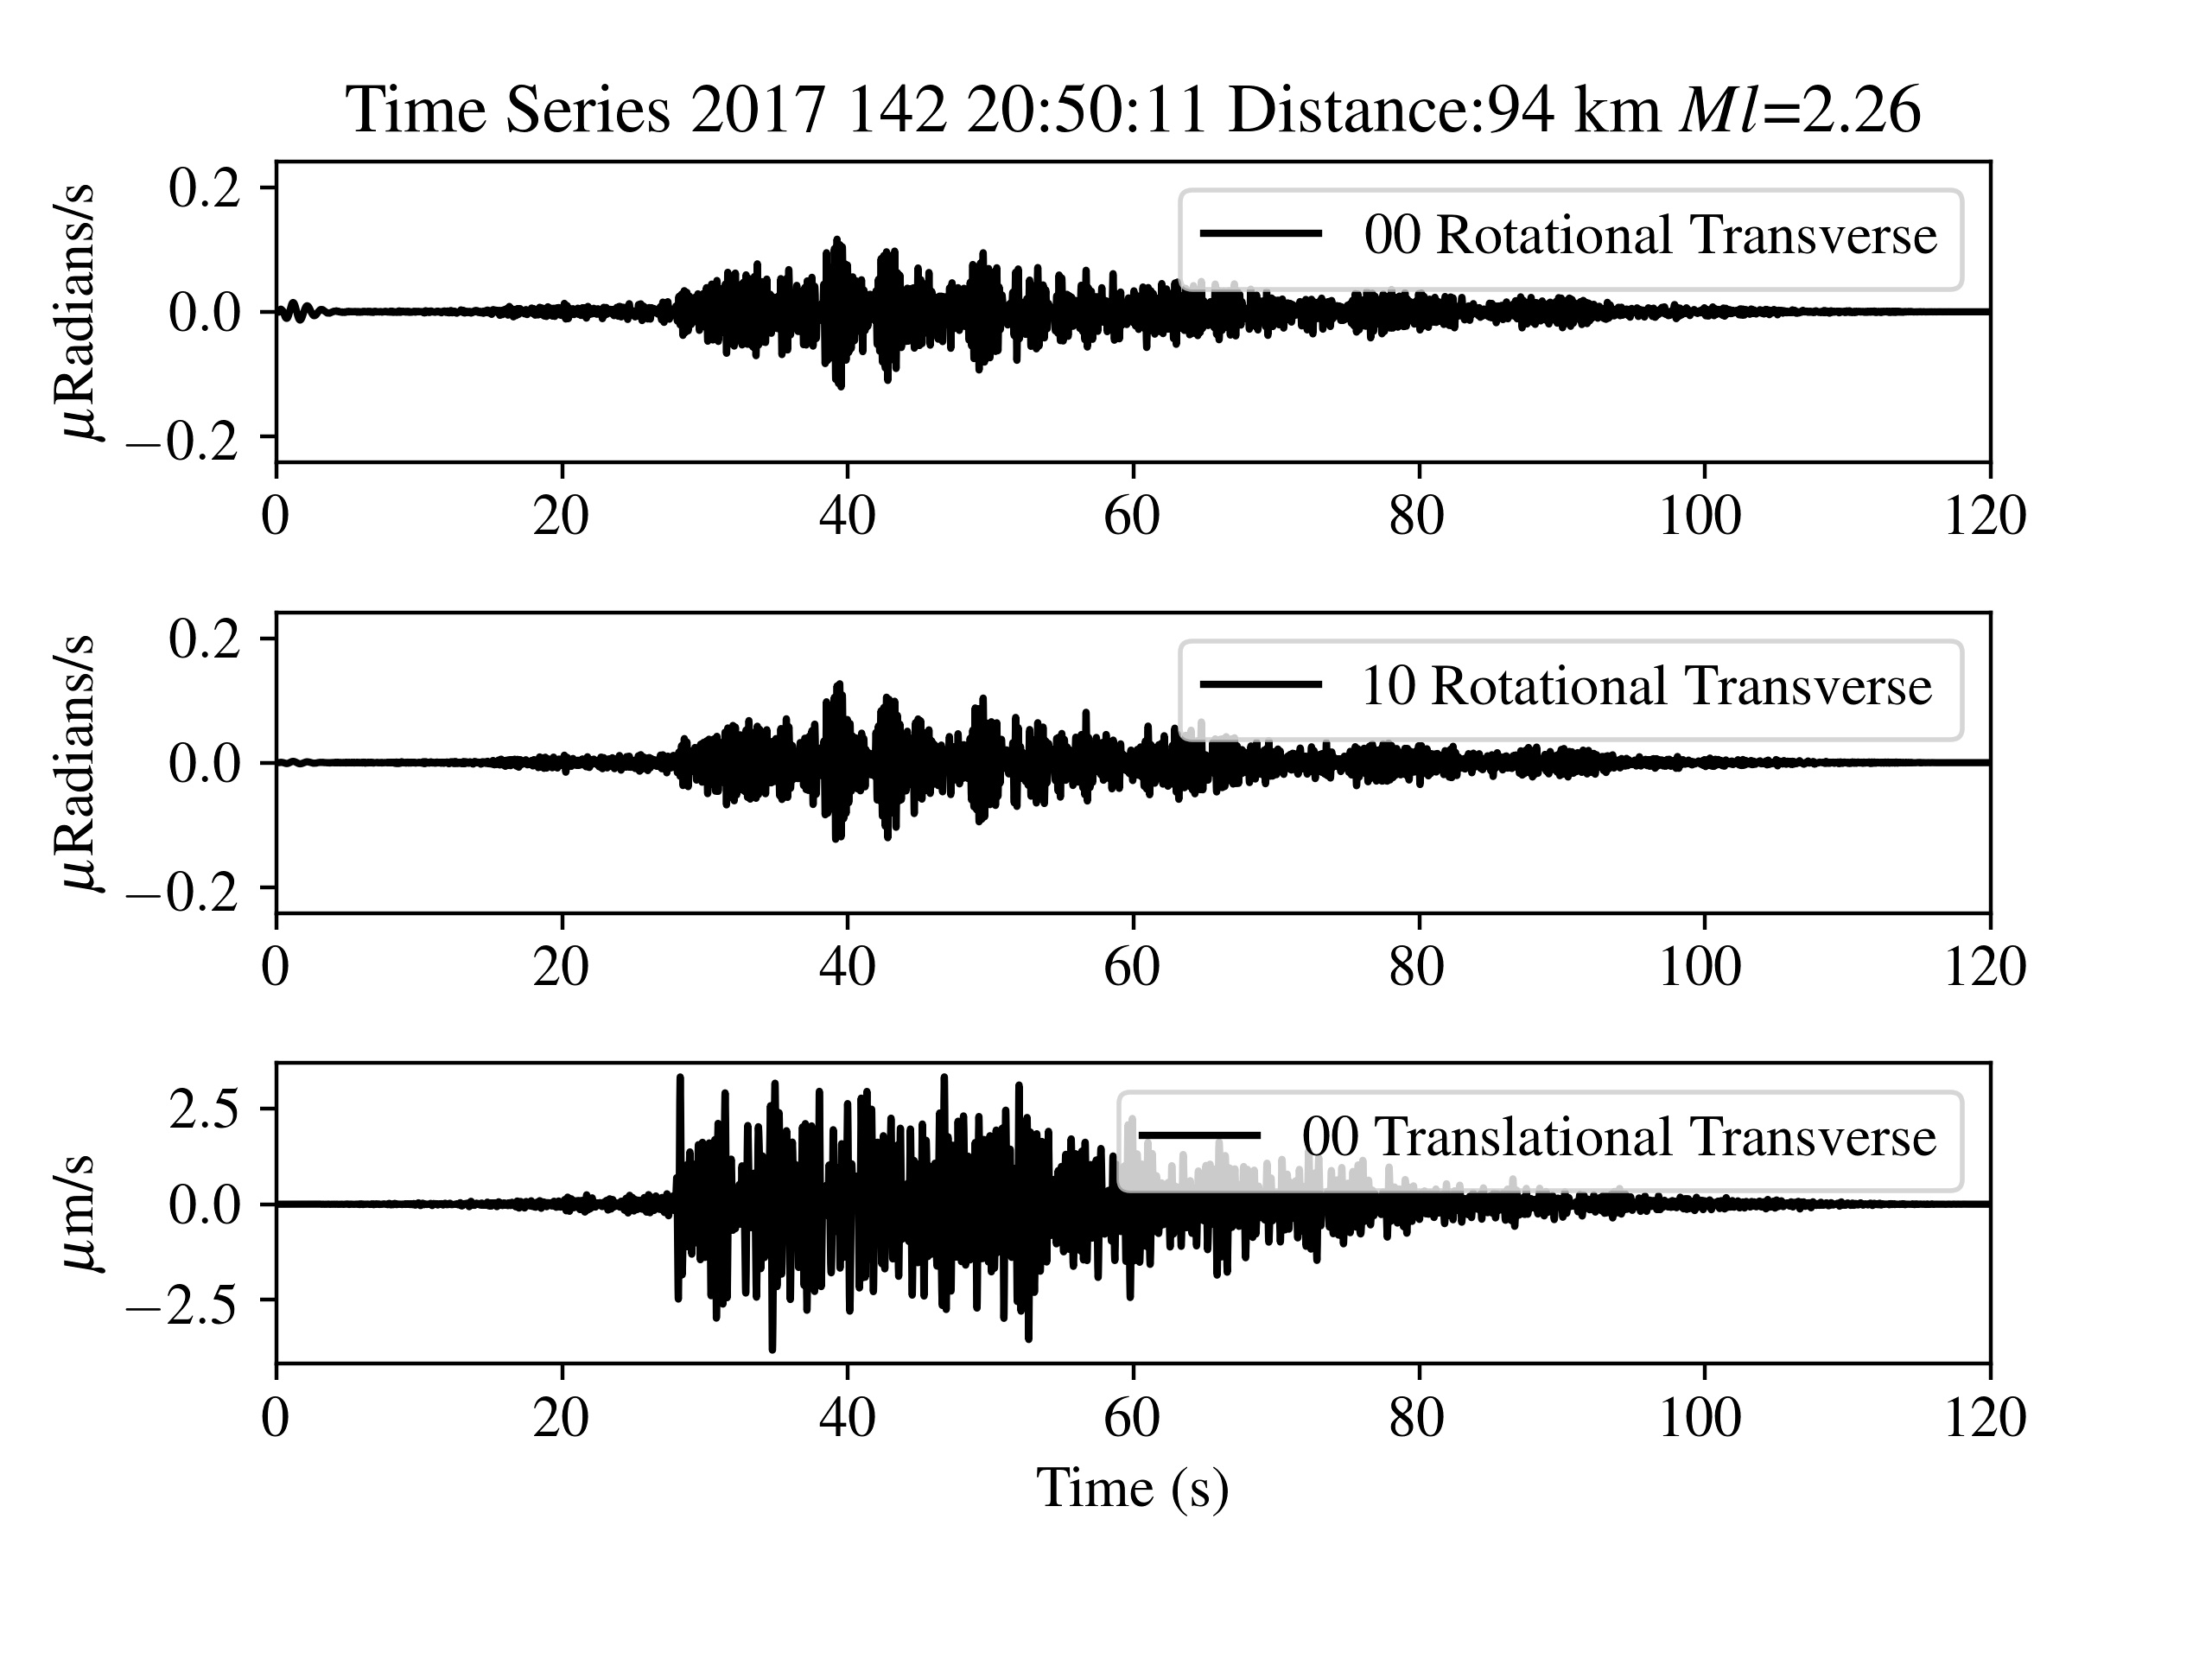 Time Series 2017 142 20:50:11 Distance:94 km Ml=2.26
μRadians/s
0.2
0.0
−0.2
00 Rotational Transverse
0 20 40 60 80 100 120
μRadians/s
0.2
0.0
−0.2
10 Rotational Transverse
0 20 40 60 80 100 120
μm/s
2.5
0.0
−2.5
00 Translational Transverse
0 20 40 60 80 100 120
Time (s)